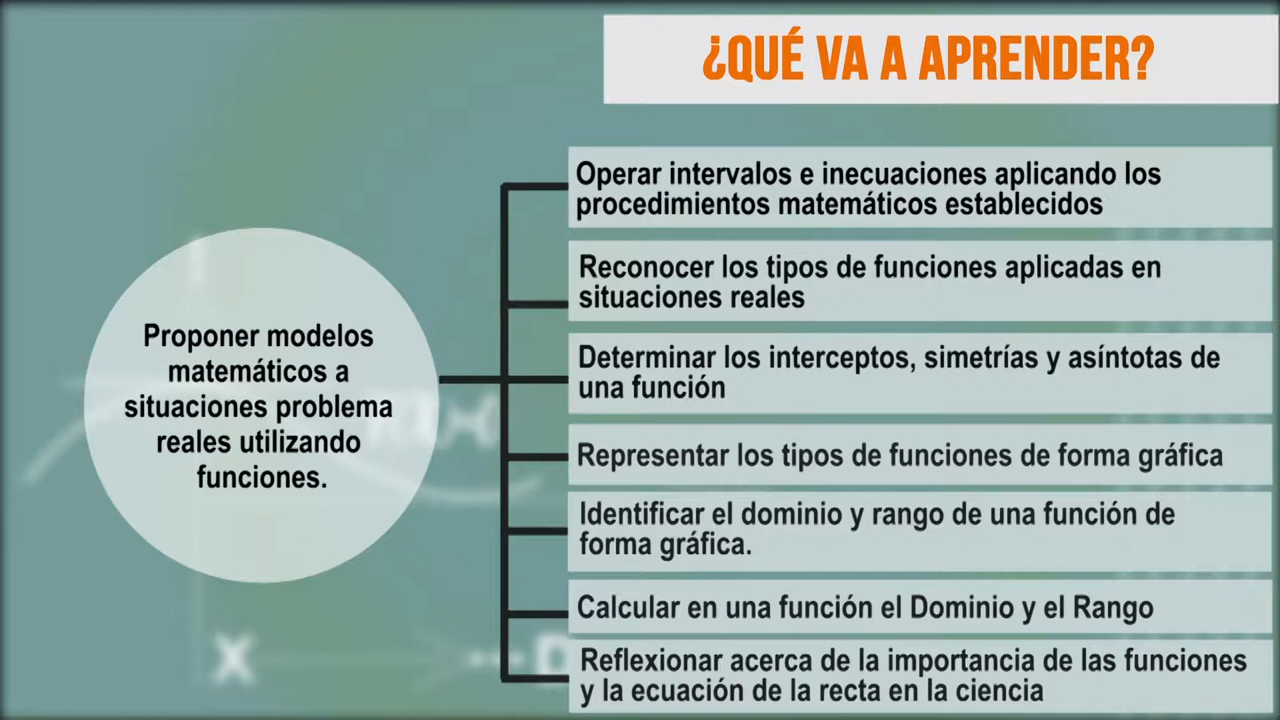 ¿QUÉ VA A APRENDER?
Proponer modelos
matemáticos a
situaciones problema
reales utilizando
funciones.
Operar intervalos e inecuaciones aplicando los
procedimientos matemáticos establecidos
Reconocer los tipos de funciones aplicadas en
situaciones reales
Determinar los interceptos, simetrías y asíntotas de
una función
Representar los tipos de funciones de forma gráfica
Identificar el dominio y rango de una función de
forma gráfica.
Calcular en una función el Dominio y el Rango
Reflexionar acerca de la importancia de las funciones
y la ecuación de la recta en la ciencia
X